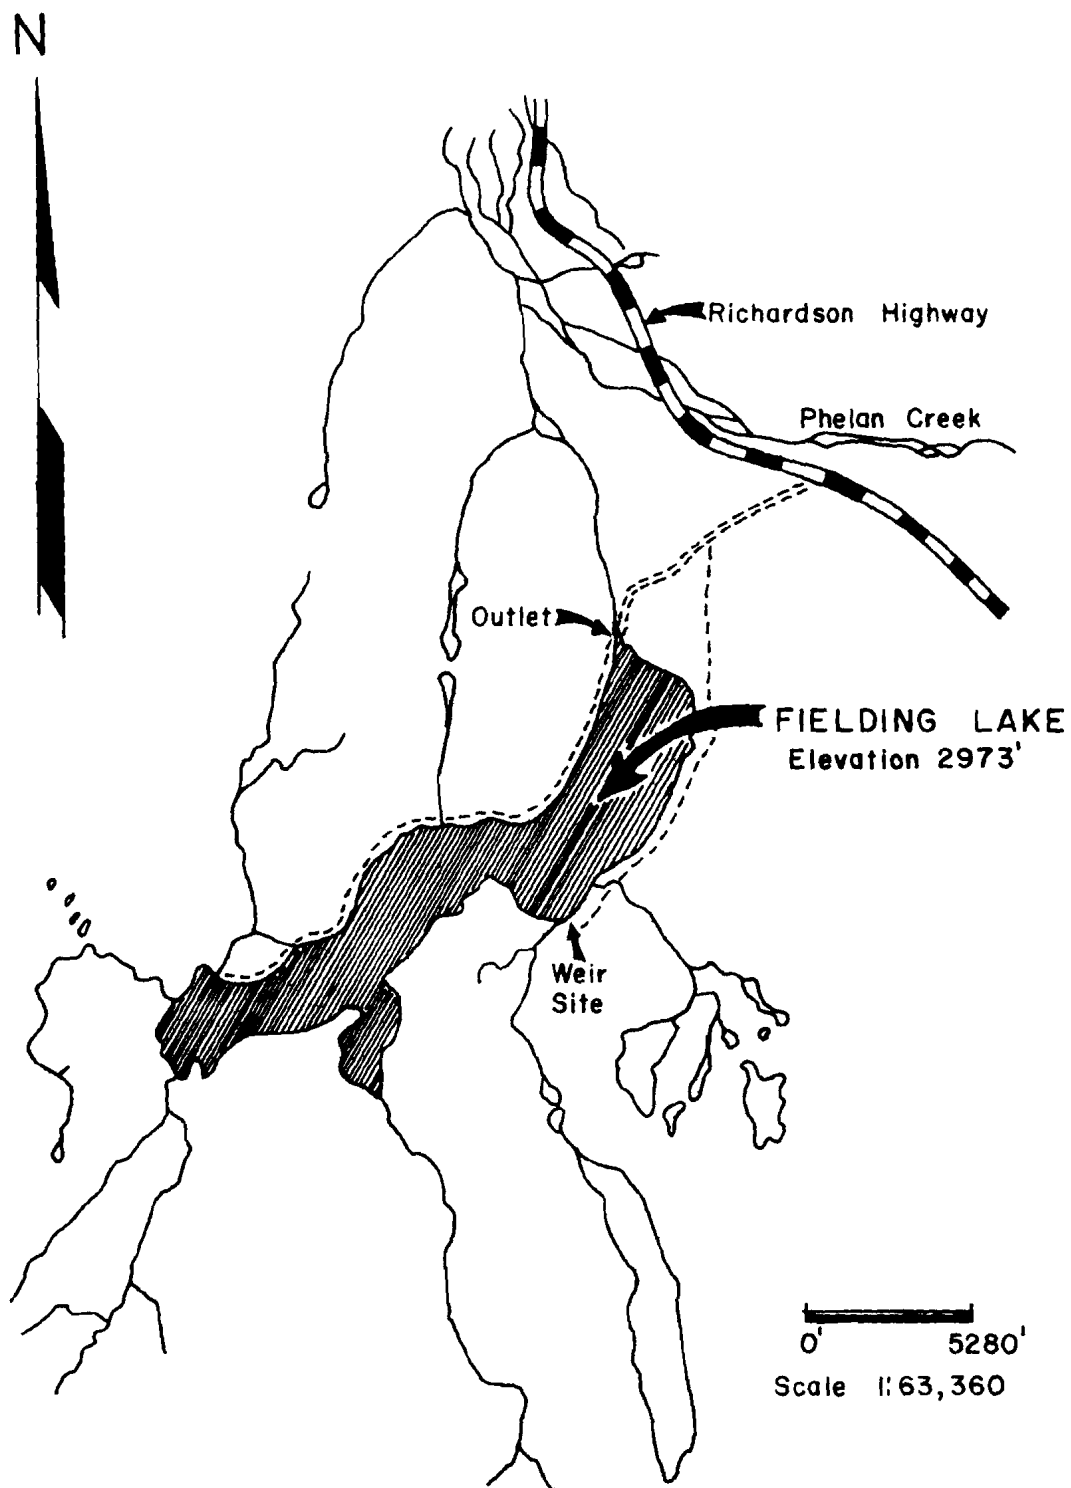 N
Richardson Highway
Phelan Creek
Outlet
FIELDING LAKE
Elevation 2973'
Weir
Site
0' 5280'
Scale 1:63,360